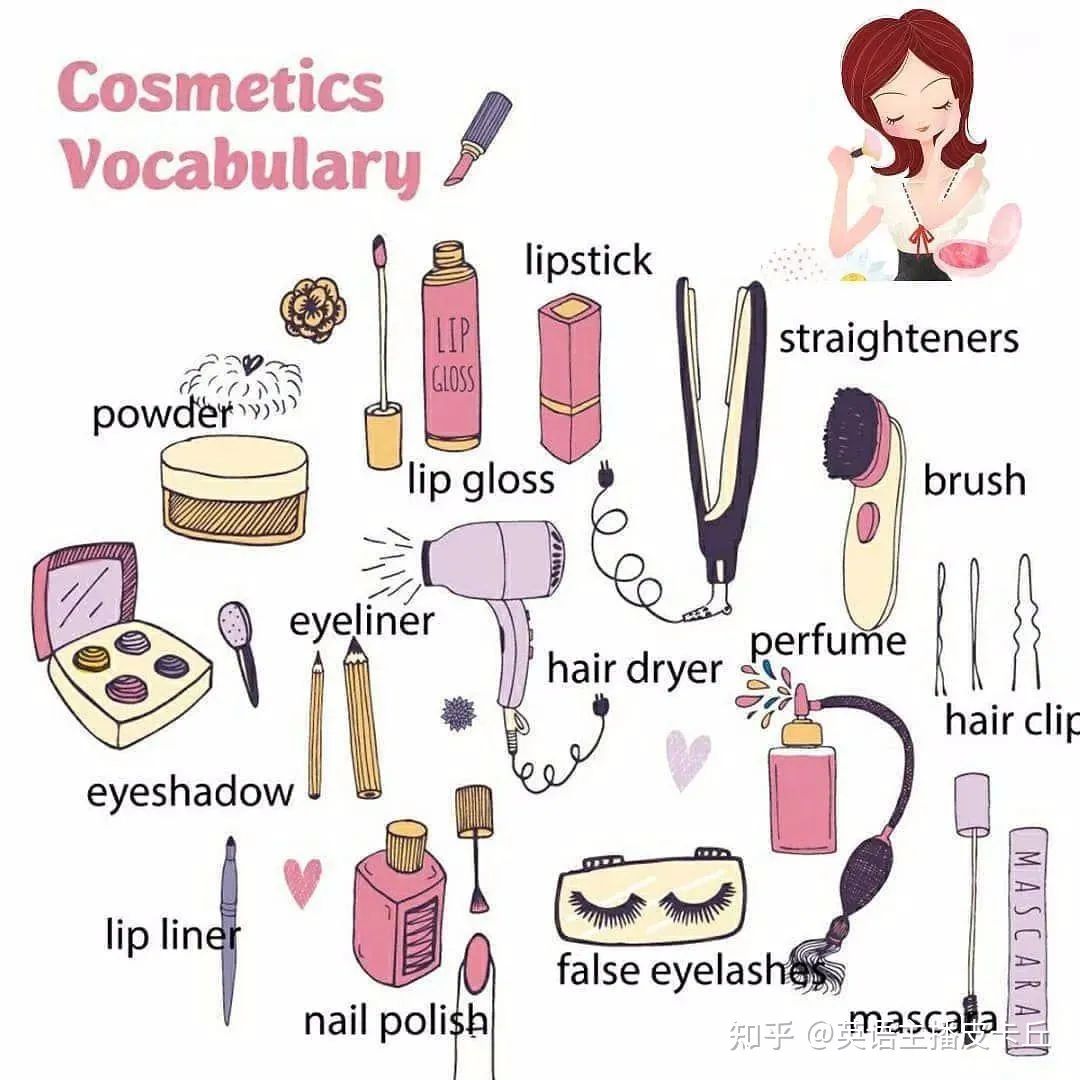 Cosmetics
Vocabulary
lipstick
LIP
GLOSS
straighteners
powder
lip gloss
brush
eyeliner
perfume
hair dryer
hair clip
eyeshadow
MASCARA
lip liner
false eyelashes
nail polish
mascara
知乎 @英语主播皮卡丘